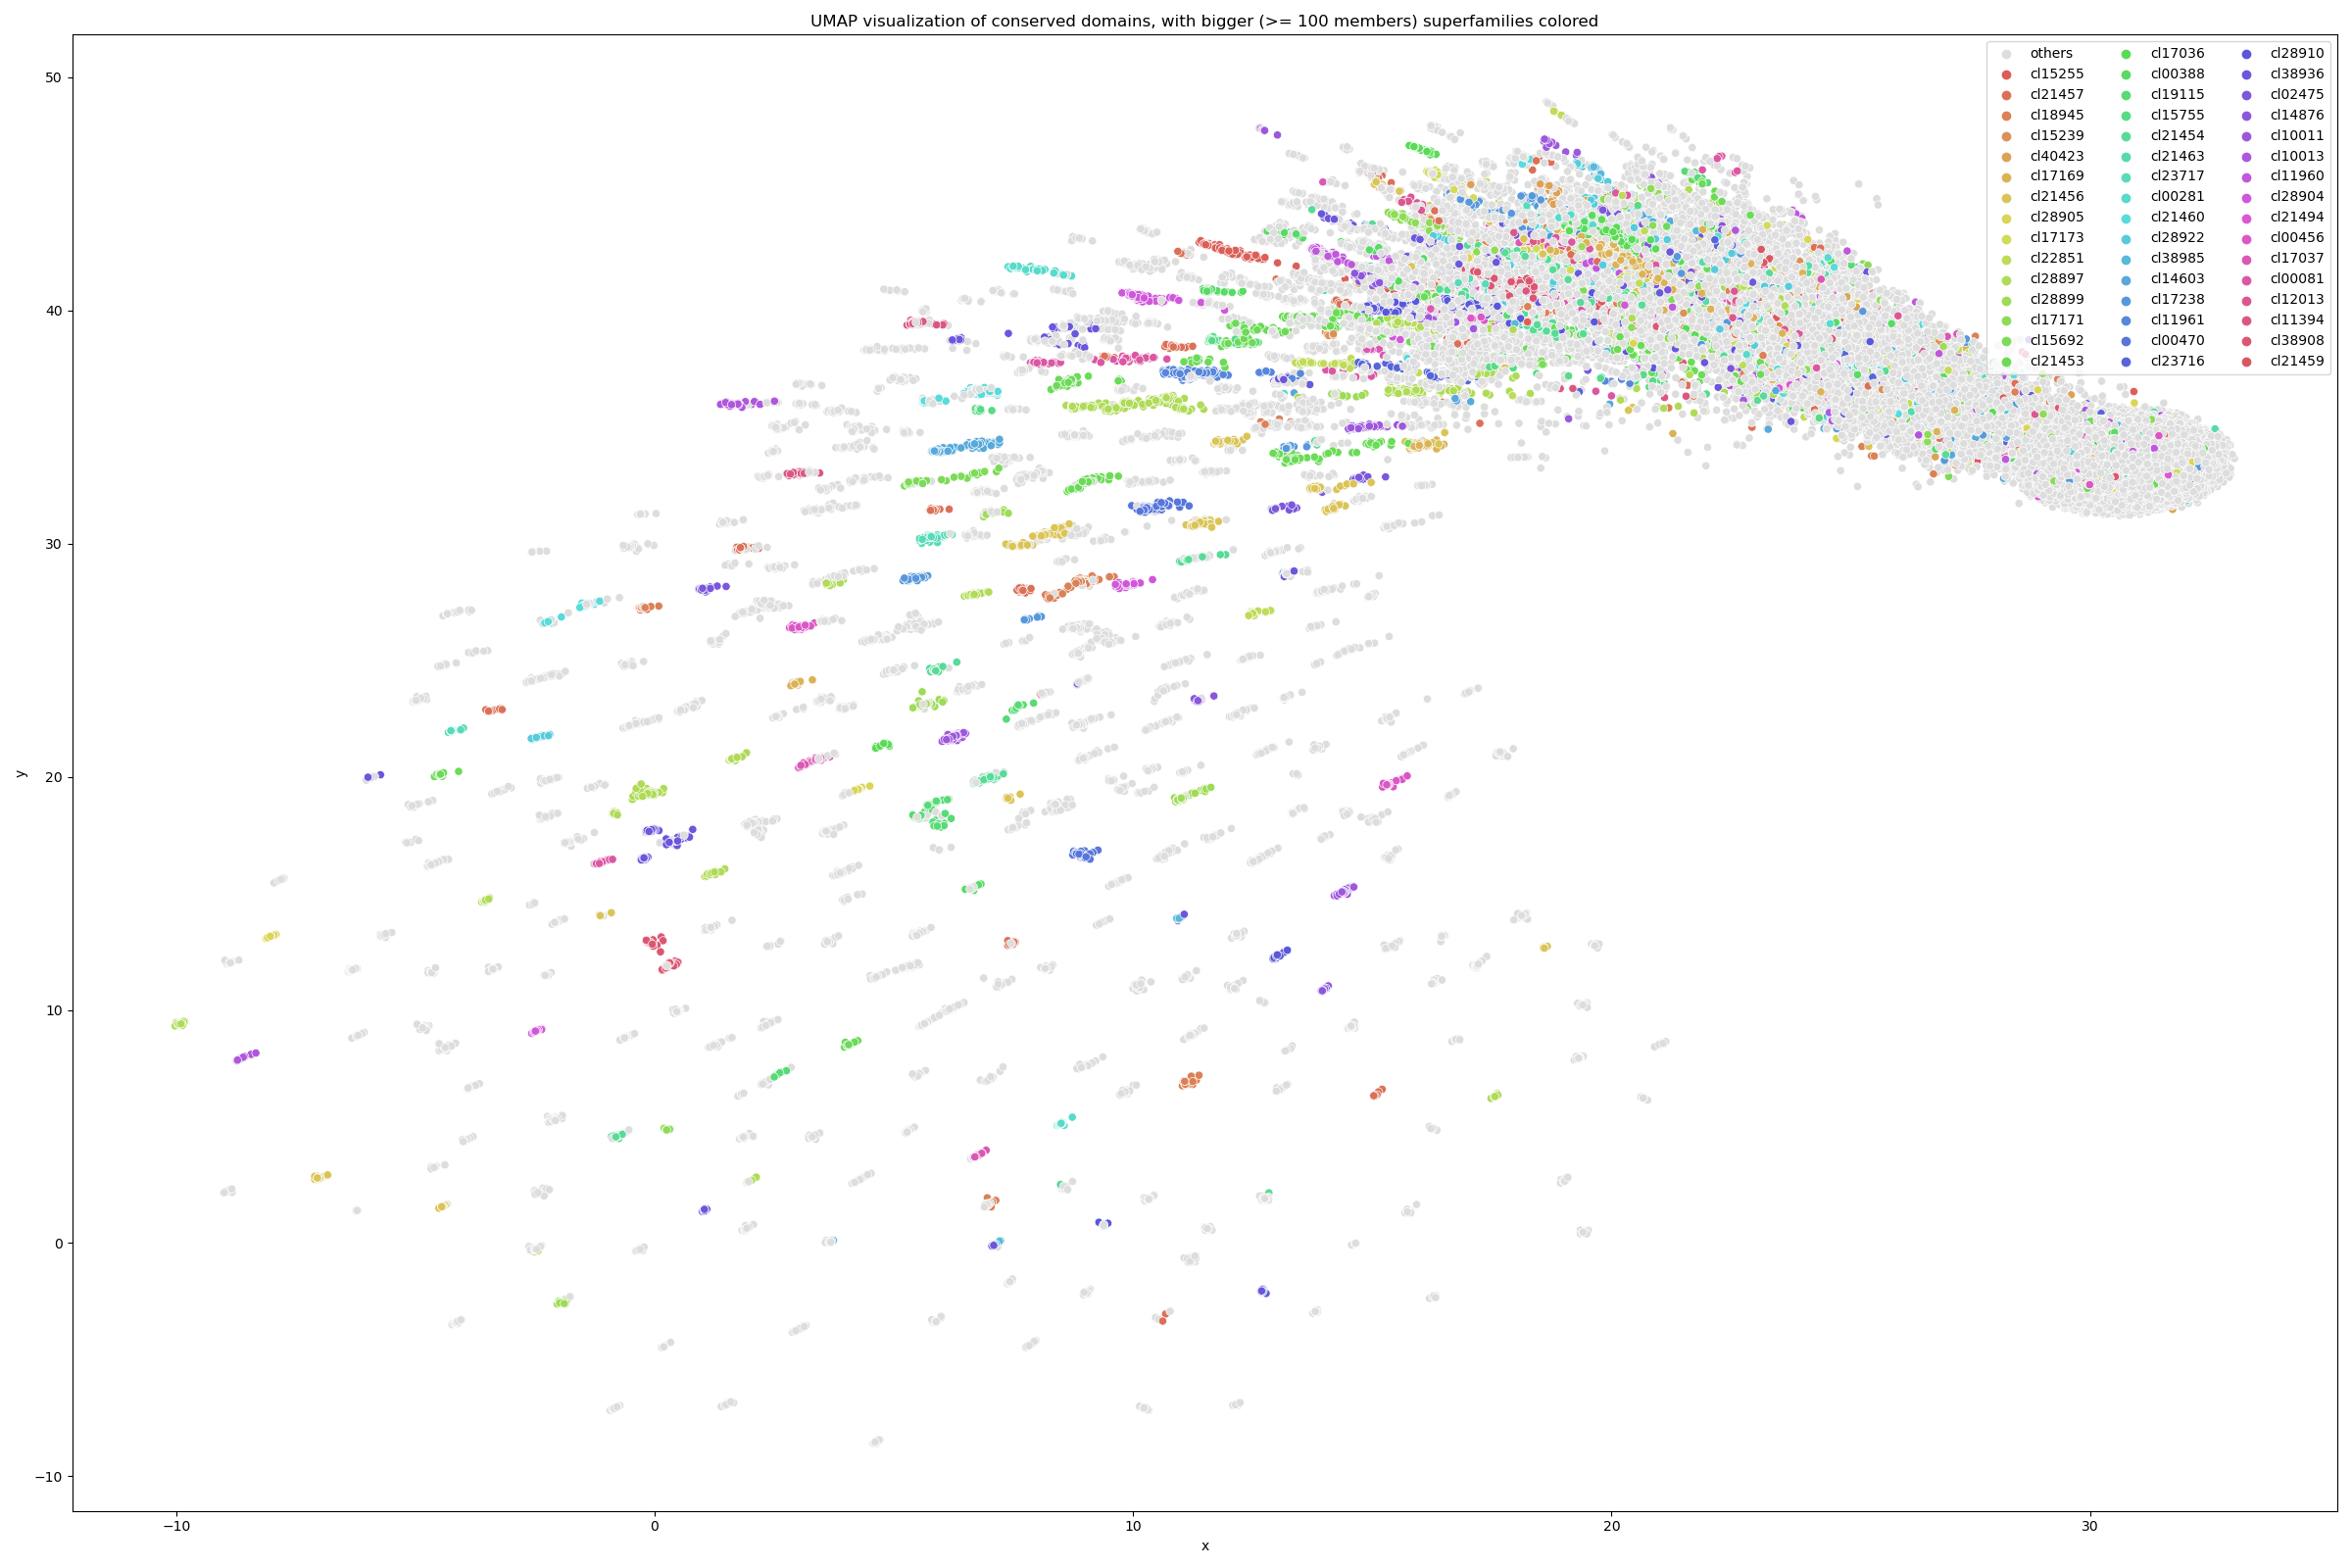 UMAP visualization of conserved domains, with bigger (>= 100 members) superfamilies colored
others
cl15255
cl21457
cl18945
cl15239
cl40423
cl17169
cl21456
cl28905
cl17173
cl22851
cl28897
cl28899
cl17171
cl15692
cl21453
cl17036
cl00388
cl19115
cl15755
cl21454
cl21463
cl23717
cl00281
cl21460
cl28922
cl38985
cl14603
cl17238
cl11961
cl00470
cl23716
cl28910
cl38936
cl02475
cl14876
cl10011
cl10013
cl11960
cl28904
cl21494
cl00456
cl17037
cl00081
cl12013
cl11394
cl38908
cl21459
50
40
30
20
10
0
−10
y
−10
0
10
20
30
x